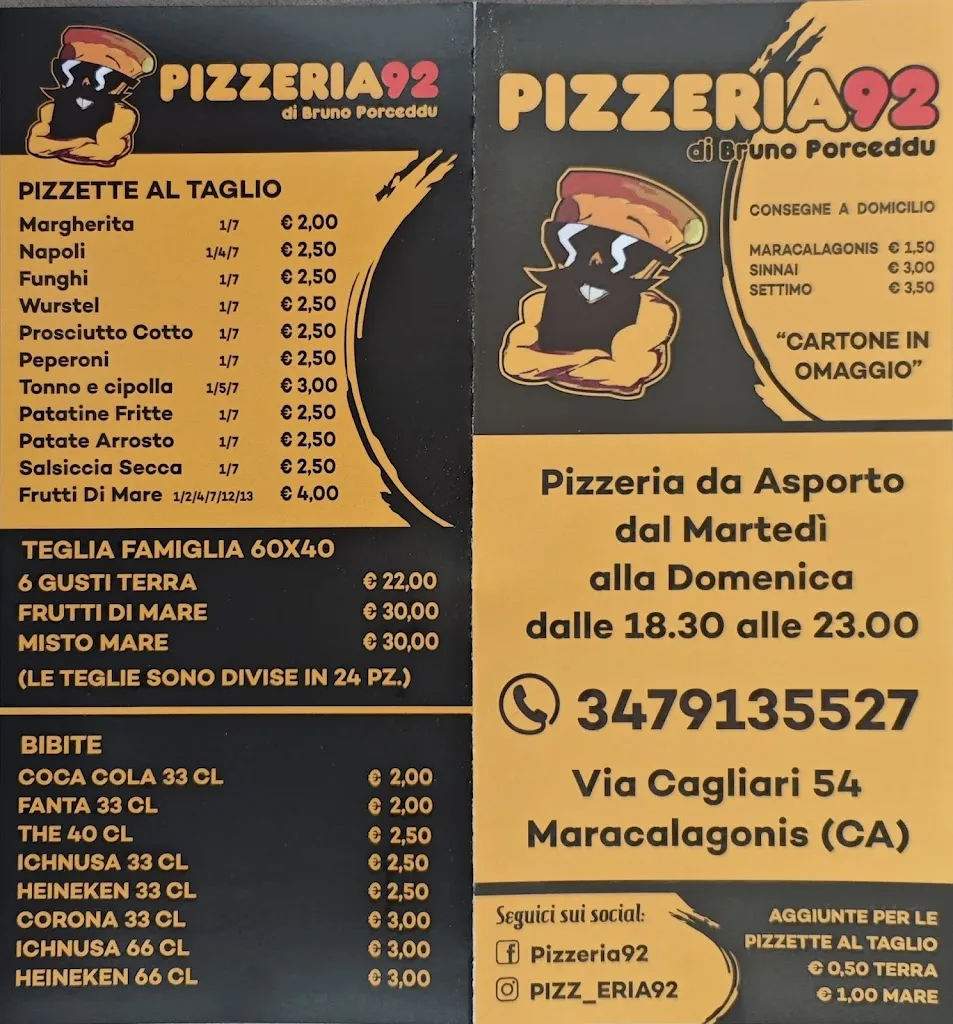 PIZZERIA92
di Bruno Porceddu
PIZZETTE AL TAGLIO
Margherita 1/7 € 2,00
Napoli 1/4/7 € 2,50
Funghi 1/7 € 2,50
Wurstel 1/7 € 2,50
Prosciutto Cotto 1/7 € 2,50
Peperoni 1/7 € 2,50
Tonno e cipolla 1/5/7 € 3,00
Patatine Fritte 1/7 € 2,50
Patate Arrosto 1/7 € 2,50
Salsiccia Secca 1/7 € 2,50
Frutti Di Mare 1/2/4/7/12/13 € 4,00
TEGLIA FAMIGLIA 60X40
6 GUSTI TERRA € 22,00
FRUTTI DI MARE € 30,00
MISTO MARE € 30,00
(LE TEGLIE SONO DIVISE IN 24 PZ.)
BIBITE
COCA COLA 33 CL € 2,00
FANTA 33 CL € 2,00
THE 40 CL € 2,50
ICHNUSA 33 CL € 2,50
HEINEKEN 33 CL € 2,50
CORONA 33 CL € 3,00
ICHNUSA 66 CL € 3,00
HEINEKEN 66 CL € 3,00
PIZZERIA92
di Bruno Porceddu
CONSEGNE A DOMICILIO
MARACALAGONIS € 1,50
SINNAI € 3,00
SETTIMO € 3,50
“CARTONE IN
OMAGGIO”
Pizzeria da Asporto
dal Martedì
alla Domenica
dalle 18.30 alle 23.00
3479135527
Via Cagliari 54
Maracalagonis (CA)
Seguici sui social:
Pizzeria92
PIZZ_ERIA92
AGGIUNTE PER LE
PIZZETTE AL TAGLIO
€ 0,50 TERRA
€ 1,00 MARE